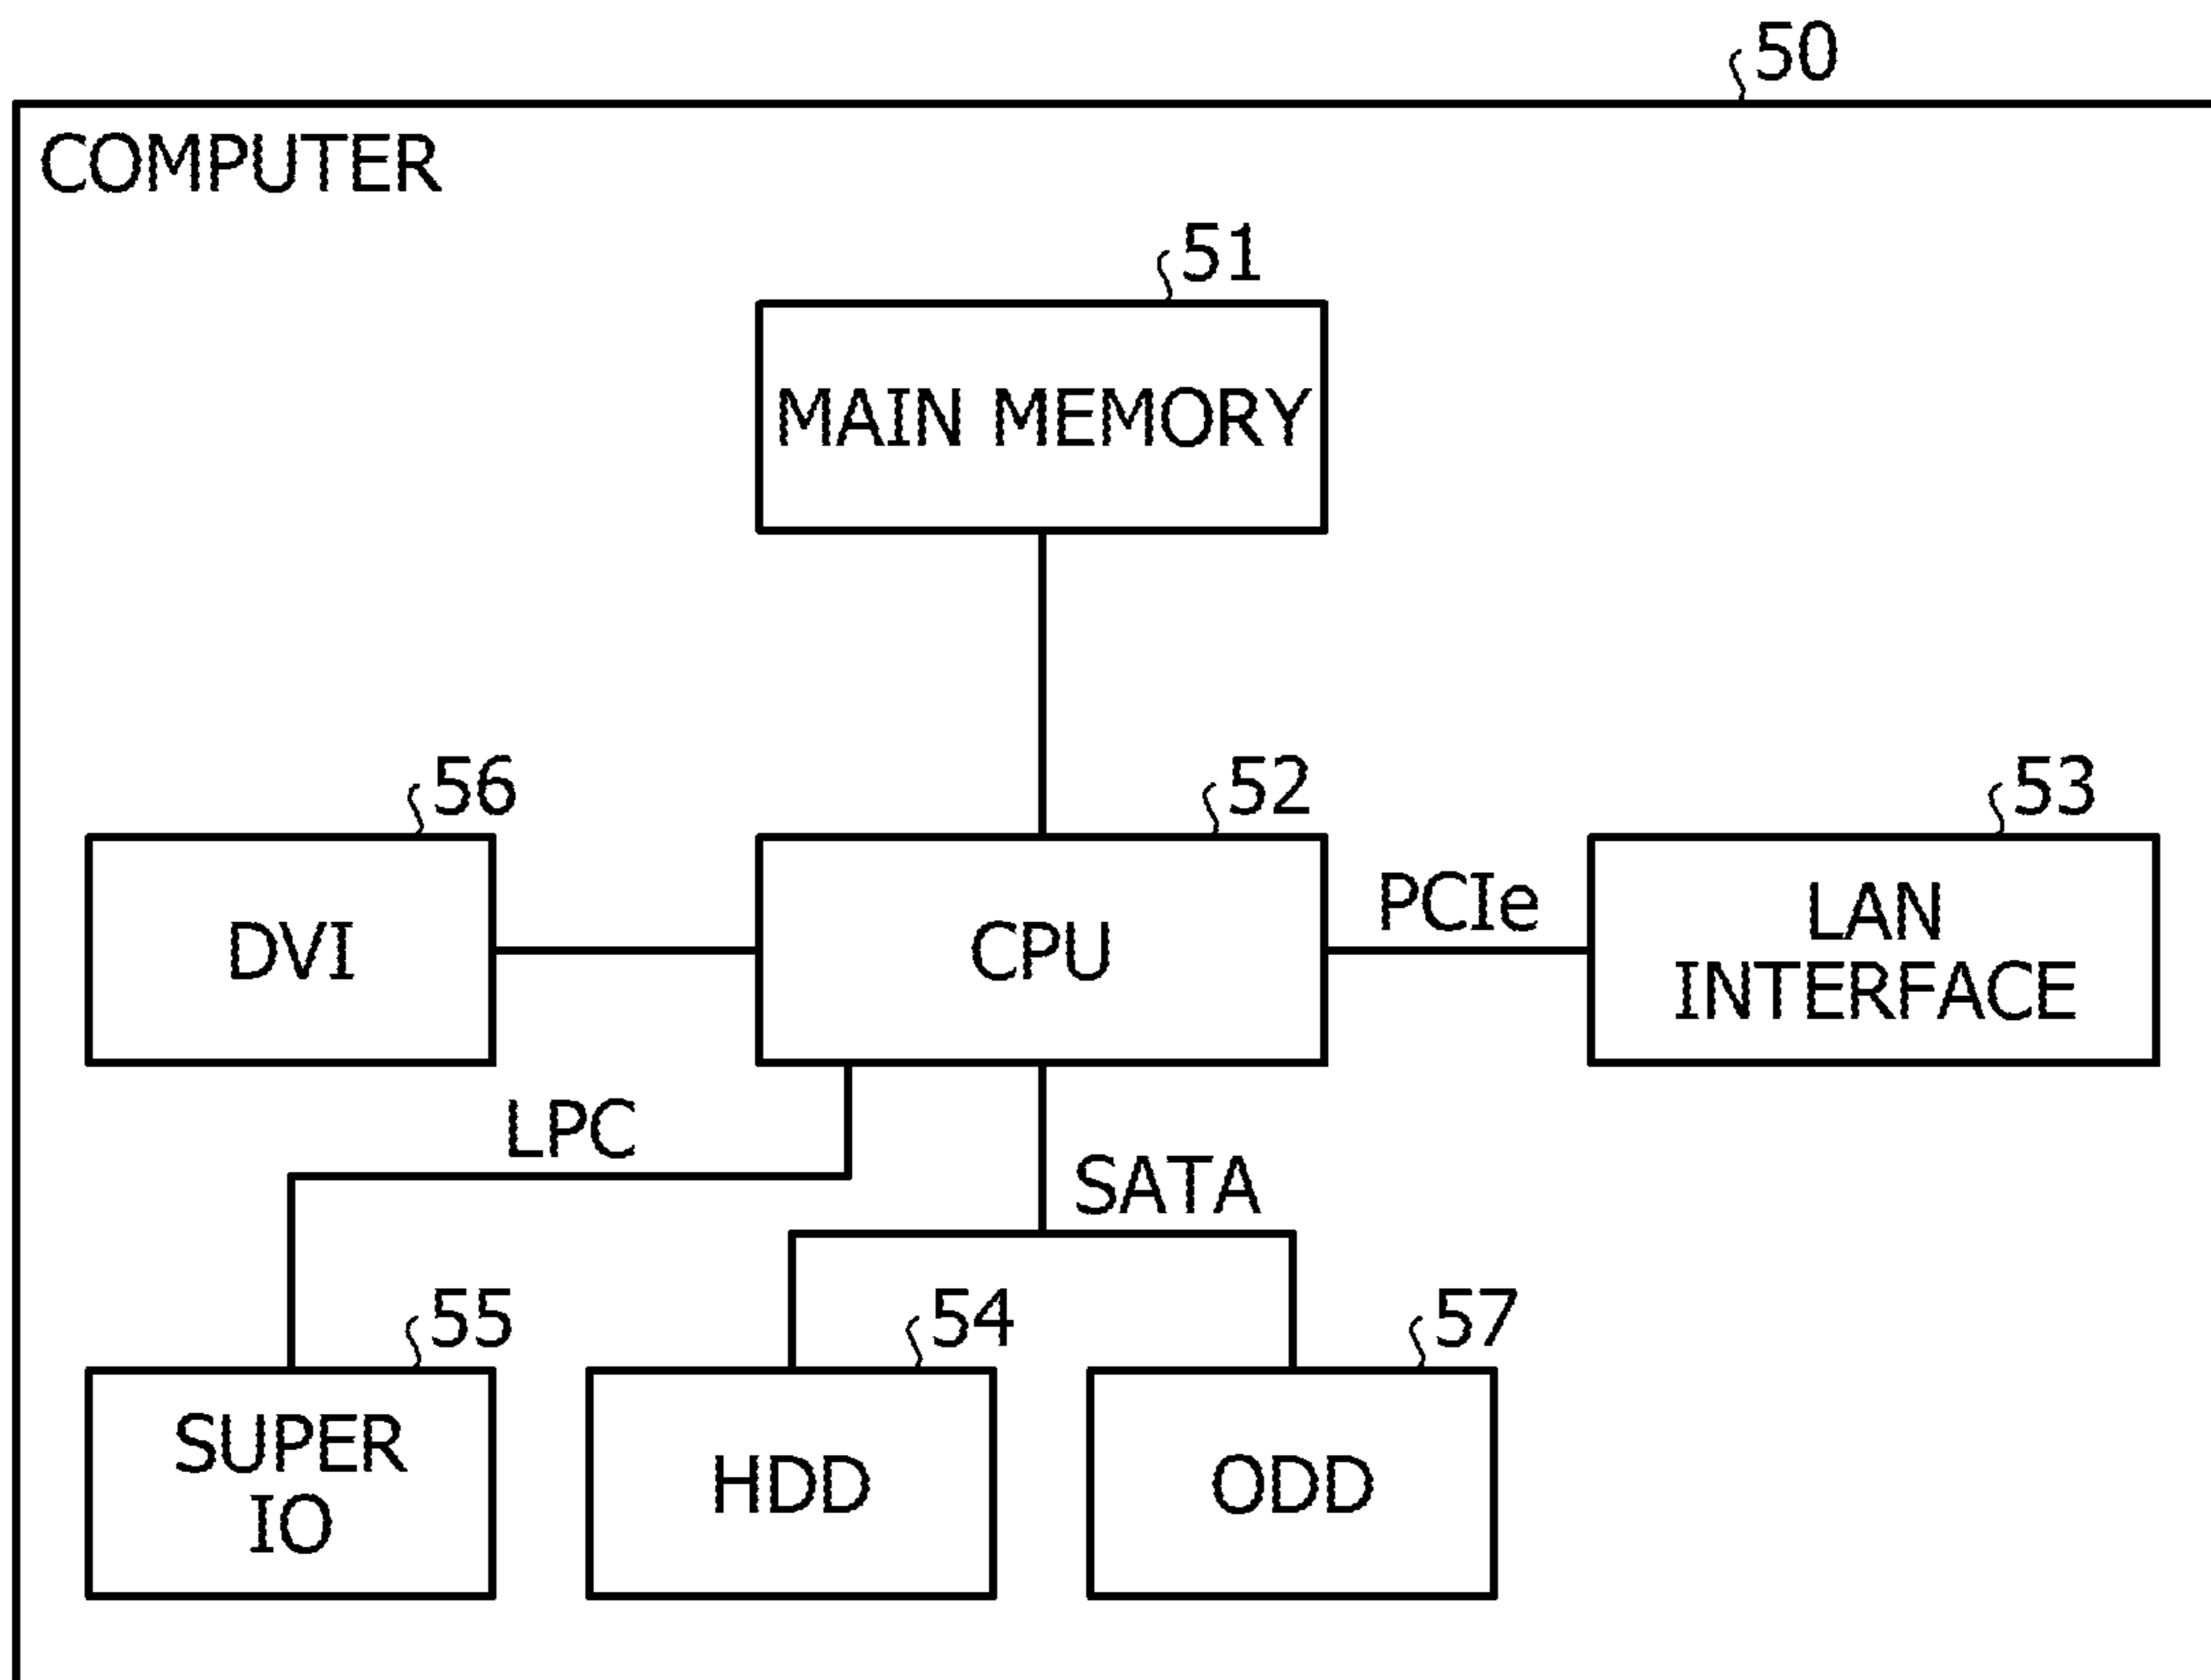 50
COMPUTER
51
MAIN MEMORY
56
52
53
DVI
CPU
PCIe
LAN
INTERFACE
LPC
SATA
55
54
57
SUPER
IO
HDD
ODD